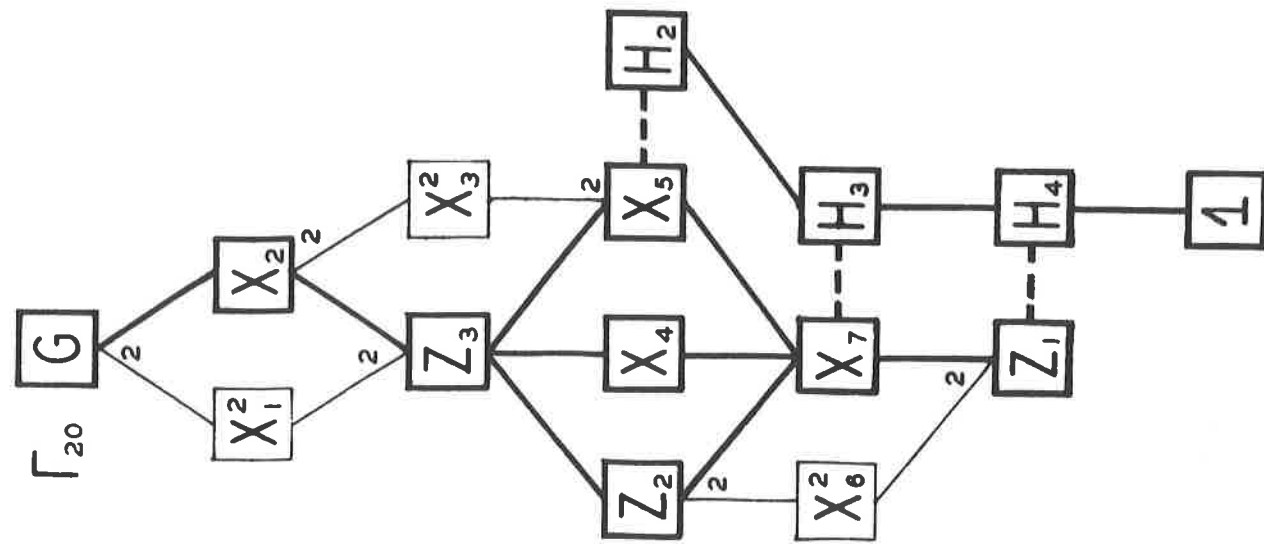 Γ₂₀ G
2
X₁² X₂
2 2
Z₃ X₃²
2
Z₂ X₄ X₅ H₂
2
X₆² X₇ H₃
2
Z₁ H₄
1